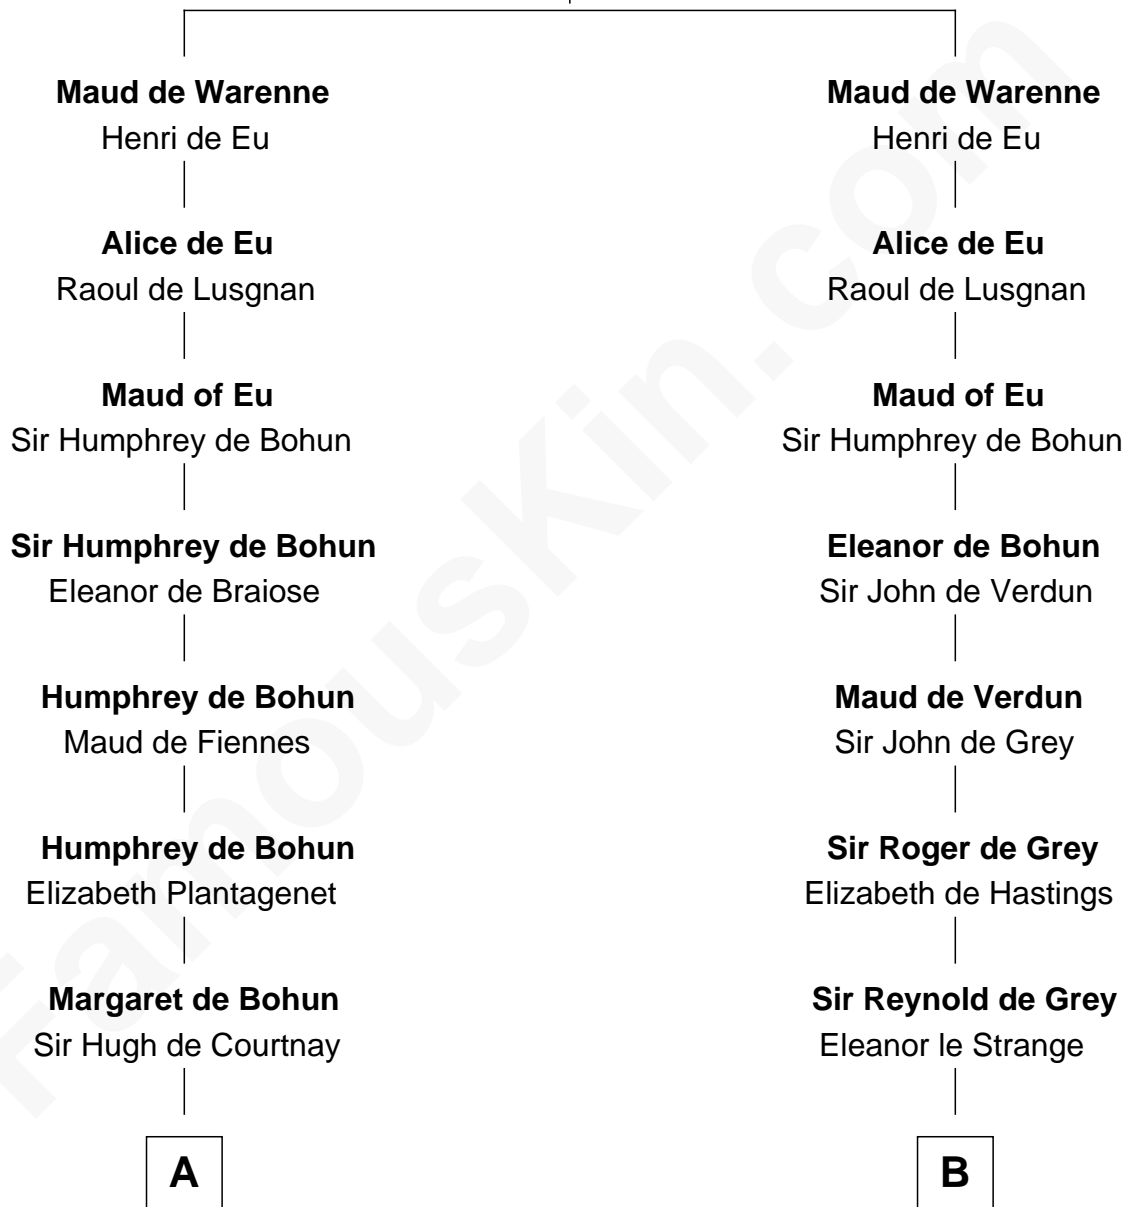 Maud de Warenne
Henri de Eu
Alice de Eu
Raoul de Lusgnan
Maud of Eu
Sir Humphrey de Bohun
Sir Humphrey de Bohun
Eleanor de Braiose
Humphrey de Bohun
Maud de Fiennes
Humphrey de Bohun
Elizabeth Plantagenet
Margaret de Bohun
Sir Hugh de Courtnay
A
Maud de Warenne
Henri de Eu
Alice de Eu
Raoul de Lusgnan
Maud of Eu
Sir Humphrey de Bohun
Eleanor de Bohun
Sir John de Verdun
Maud de Verdun
Sir John de Grey
Sir Roger de Grey
Elizabeth de Hastings
Sir Reynold de Grey
Eleanor le Strange
B
FamousKin.com